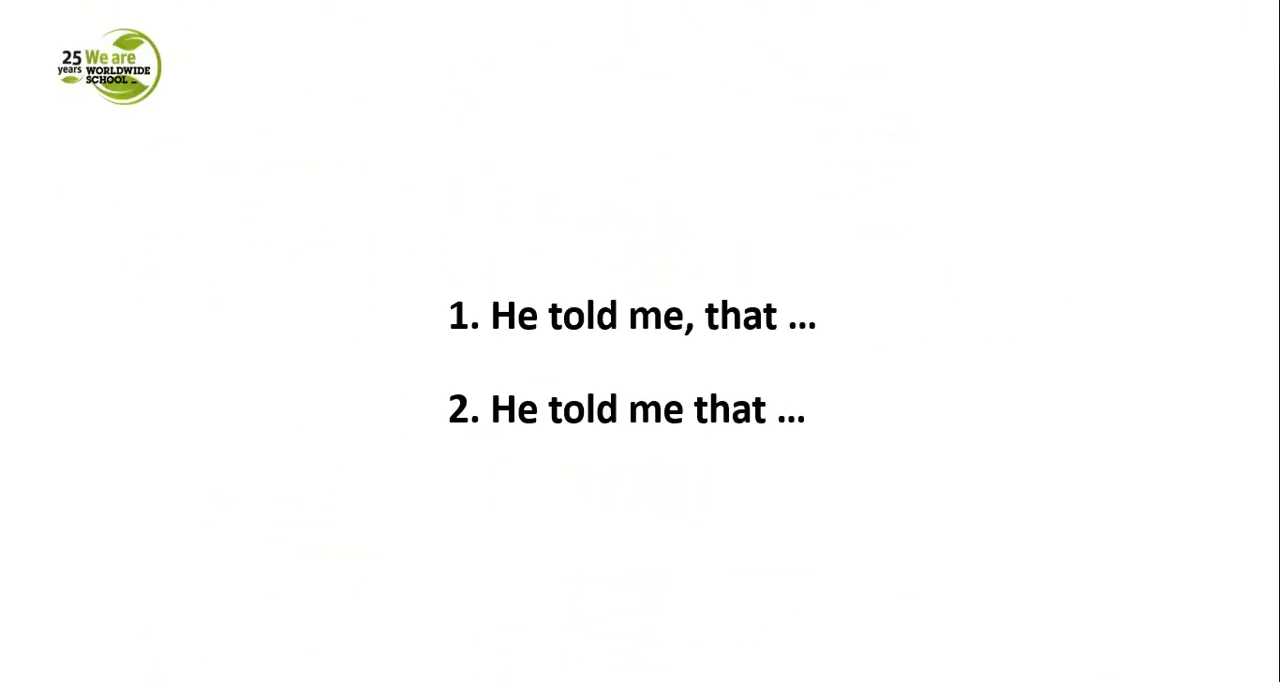 25 We are
years WORLDWIDE
SCHOOL
1. He told me, that ...
2. He told me that ...